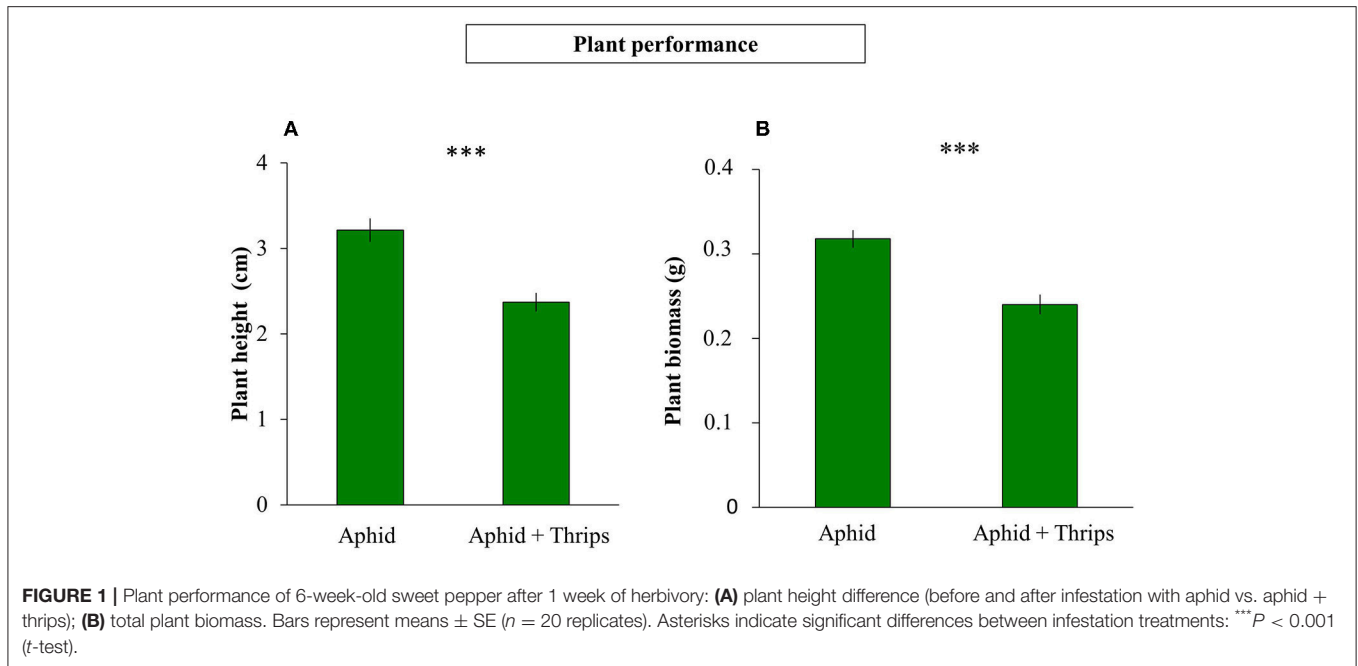 Plant performance
A
***
4
3
2
1
0
Plant height (cm)
Aphid
Aphid + Thrips
B
***
0.4
0.3
0.2
0.1
0
Plant biomass (g)
Aphid
Aphid + Thrips
FIGURE 1 | Plant performance of 6-week-old sweet pepper after 1 week of herbivory: (A) plant height difference (before and after infestation with aphid vs. aphid +
thrips); (B) total plant biomass. Bars represent means ± SE (n = 20 replicates). Asterisks indicate significant differences between infestation treatments: ***P < 0.001
(t-test).